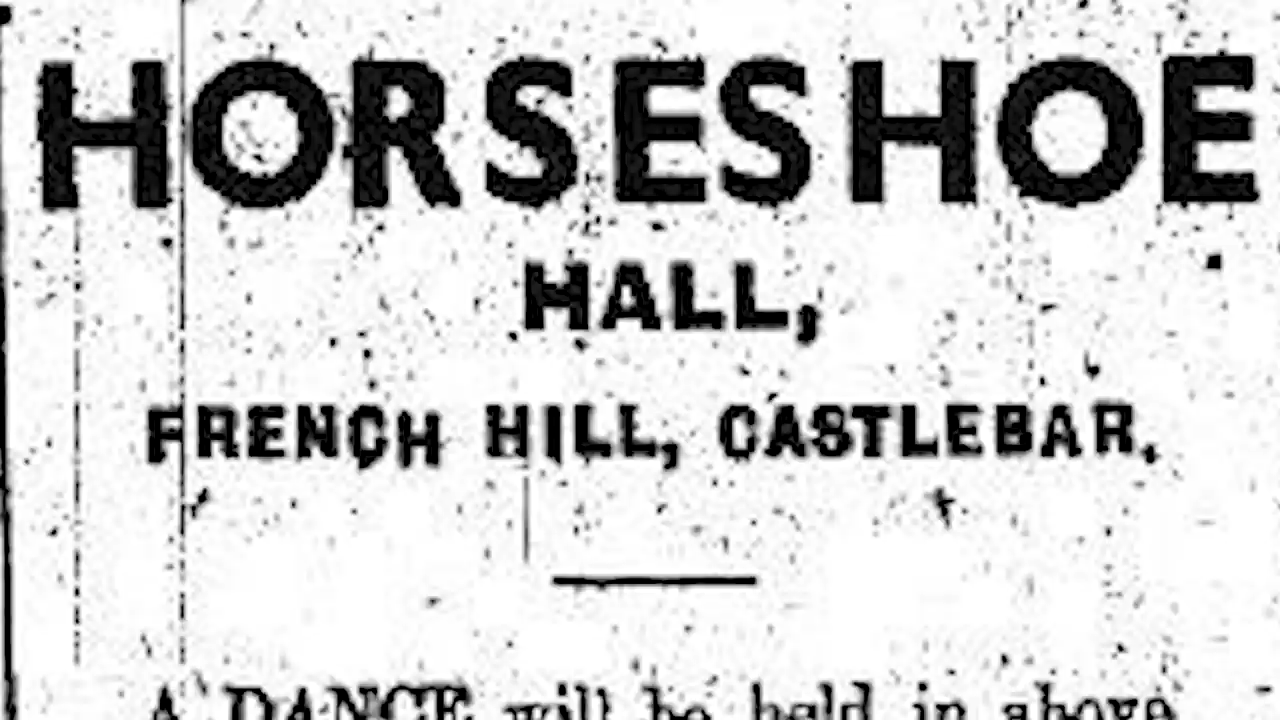 HORSESHOE
HALL,
FRENCH HILL, CASTLEBAR.
A DANCE will be held in above